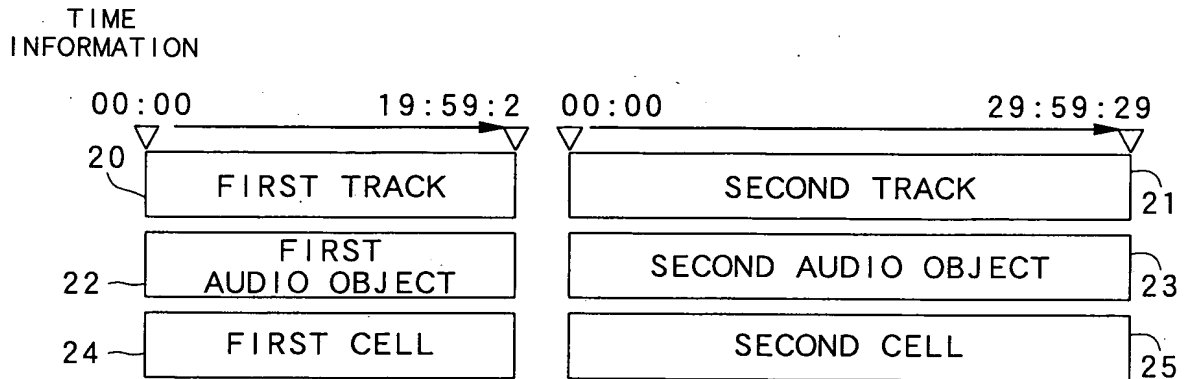 TIME
INFORMATION
00:00 19:59:2 00:00 29:59:29
20 FIRST TRACK SECOND TRACK 21
FIRST
22 AUDIO OBJECT SECOND AUDIO OBJECT 23
24 FIRST CELL SECOND CELL 25